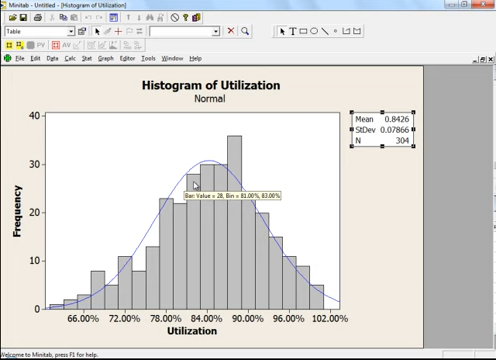 Minitab - Untitled - [Histogram of Utilization]
Table
File Edit Data Calc Stat Graph Editor Tools Window Help
Histogram of Utilization
Normal
Mean 0.8426
StDev 0.07866
N 304
40
30
20
10
0
Frequency
Bar: Value = 28, Bin = 81.00%, 83.00%
66.00% 72.00% 78.00% 84.00% 90.00% 96.00% 102.00%
Utilization
Welcome to Minitab, press F1 for help.